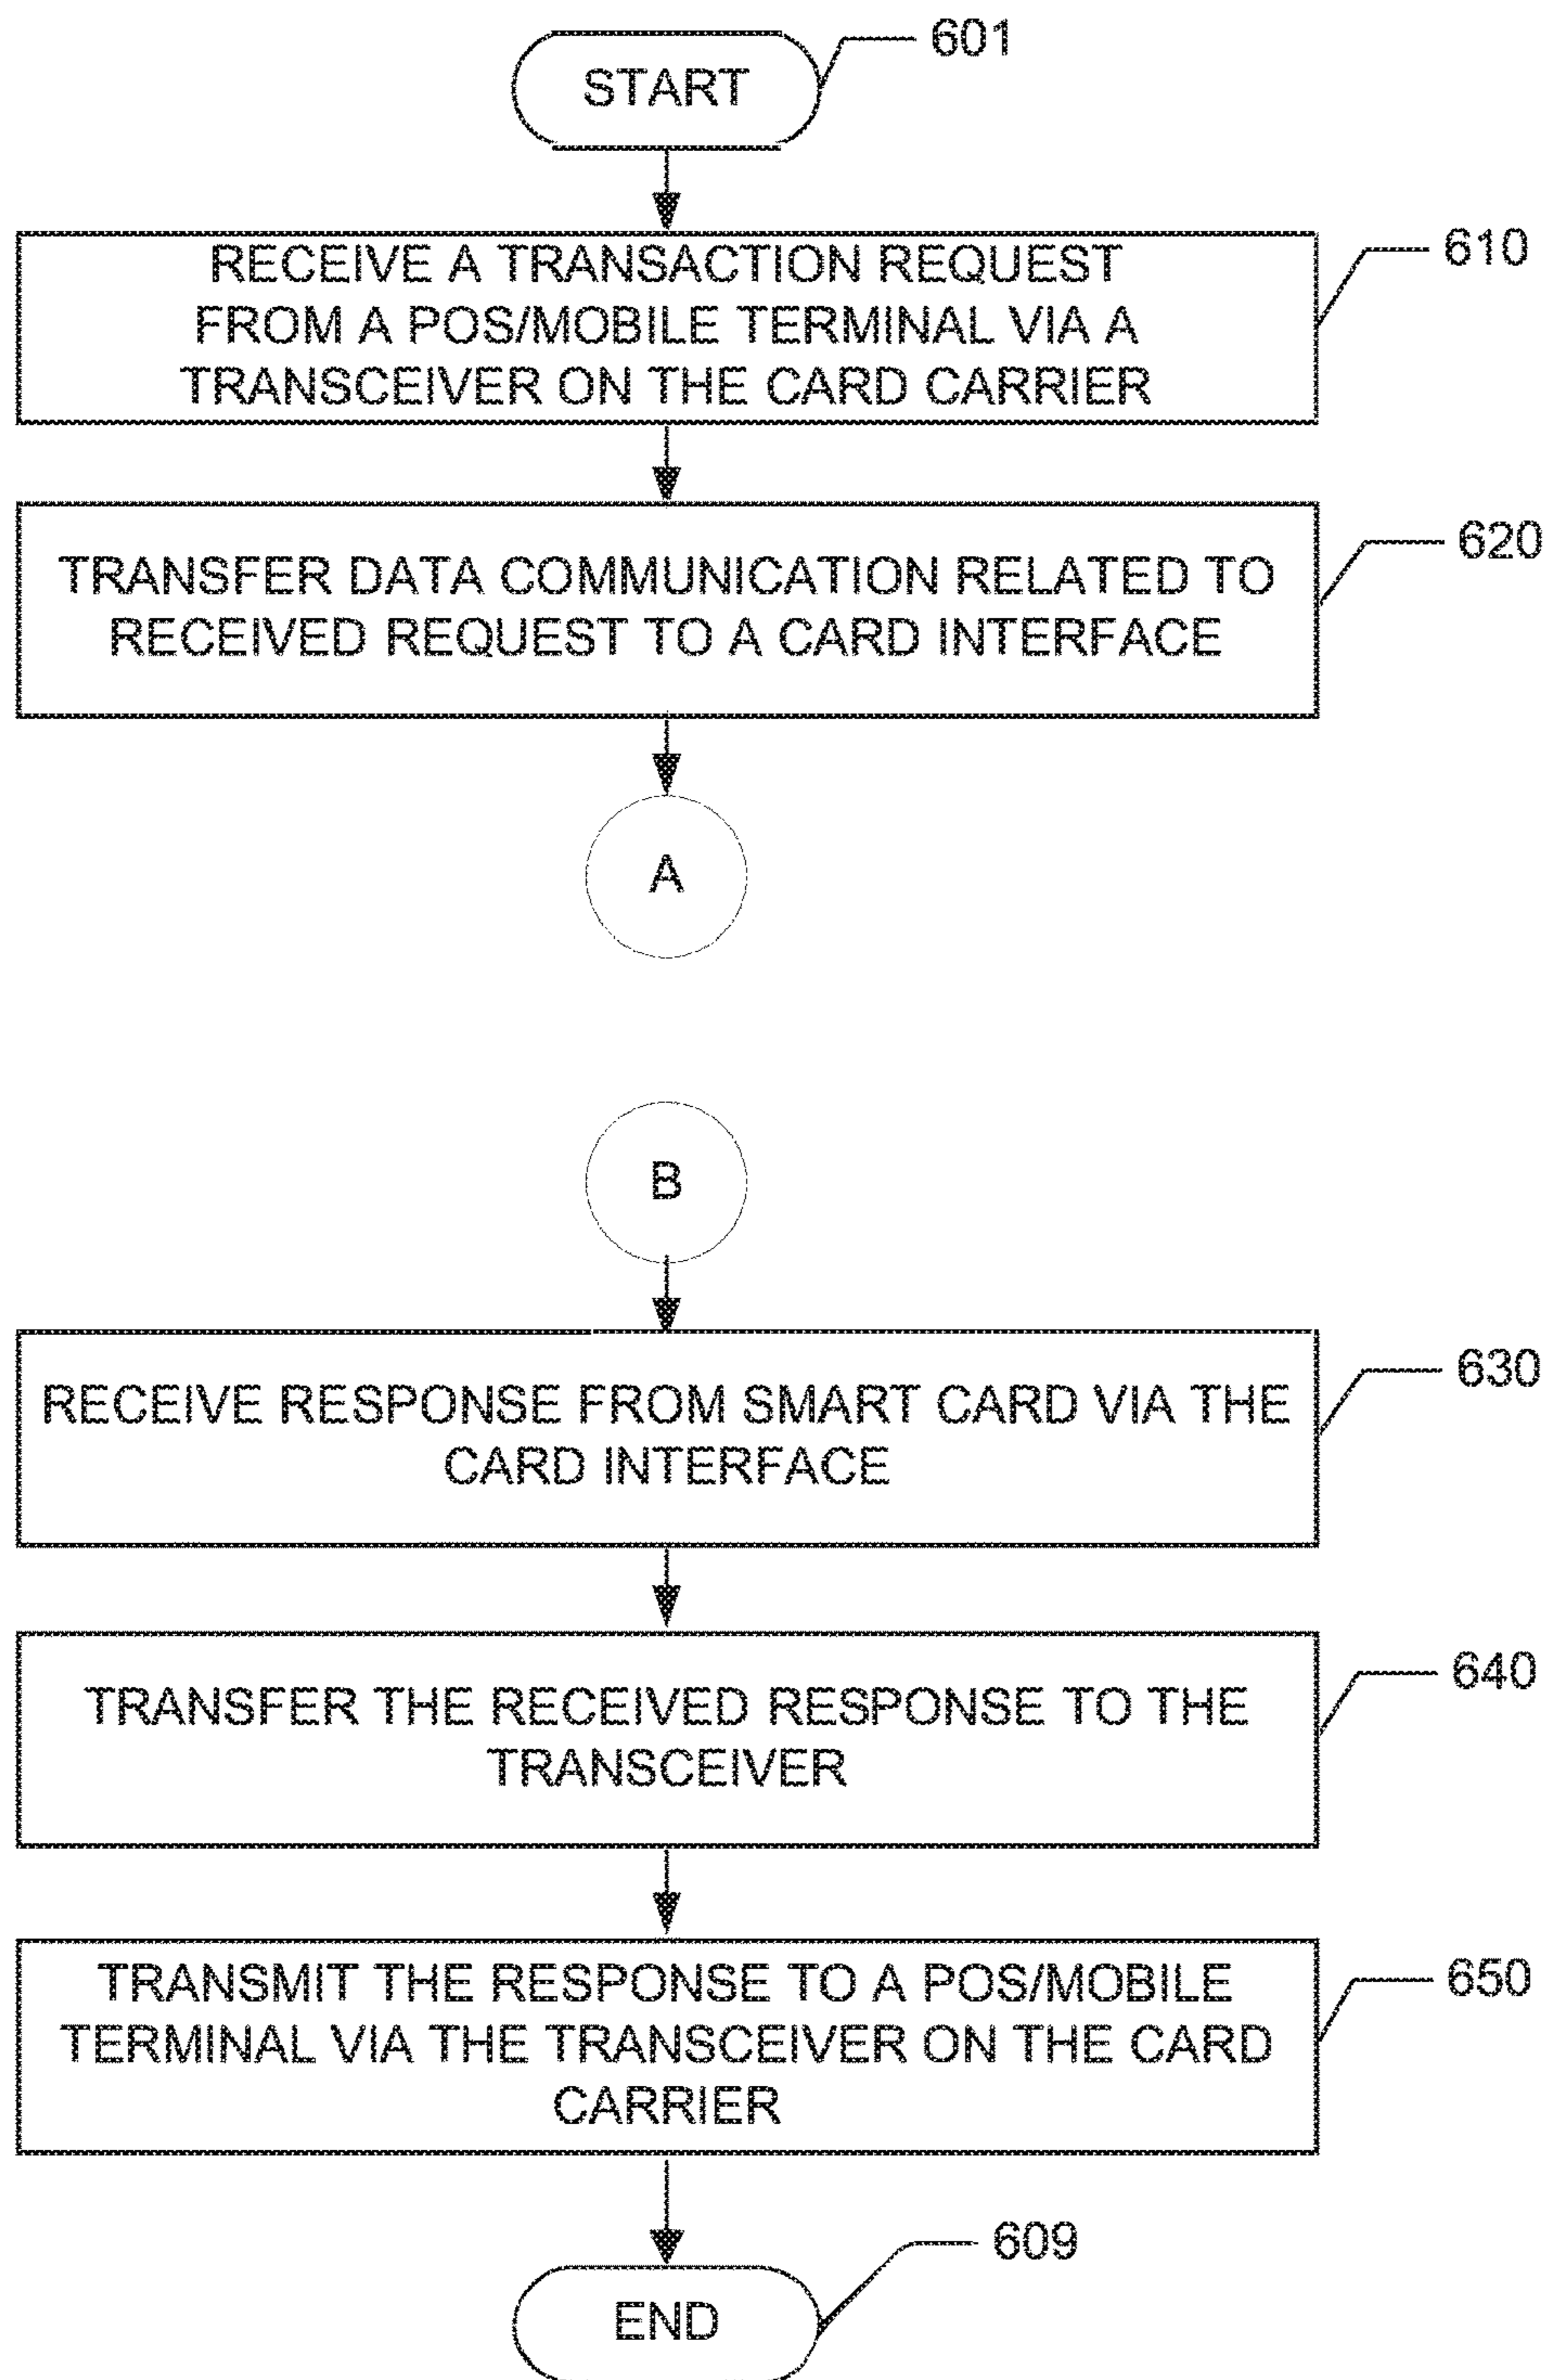 START
601
RECEIVE A TRANSACTION REQUEST
FROM A POS/MOBILE TERMINAL VIA A
TRANSCEIVER ON THE CARD CARRIER
610
TRANSFER DATA COMMUNICATION RELATED TO
RECEIVED REQUEST TO A CARD INTERFACE
620
A
B
RECEIVE RESPONSE FROM SMART CARD VIA THE
CARD INTERFACE
630
TRANSFER THE RECEIVED RESPONSE TO THE
TRANSCEIVER
640
TRANSMIT THE RESPONSE TO A POS/MOBILE
TERMINAL VIA THE TRANSCEIVER ON THE CARD
CARRIER
650
END
609